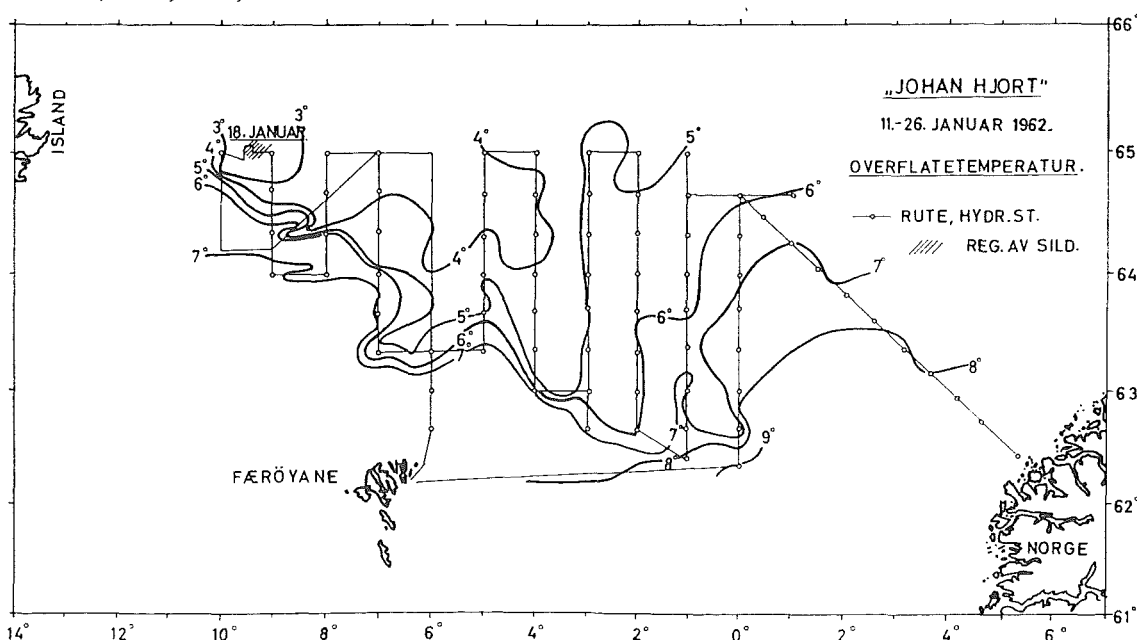 66°
„JOHAN HJORT"
11.-26. JANUAR 1962.
OVERFLATETEMPERATUR.
RUTE, HYDR. ST.
REG. AV SILD.
ISLAND
3°
3°
18. JANUAR
4°
5°
6°
7°
4°
5°
65°
6°
4°
7°
64°
5°
6°
7°
6°
8°
63°
7°
8°
9°
FÆRÖYANE
62°
NORGE
61°
14° 12° 10° 8° 6° 4° 2° 0° 2° 4° 6°